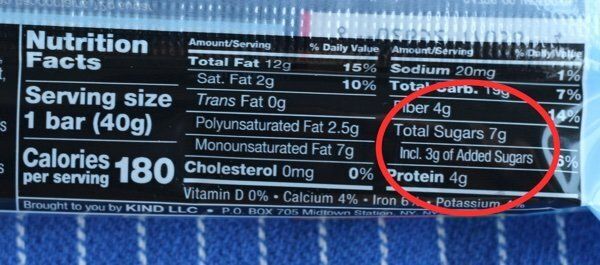 Nutrition
Facts
Serving size
1 bar (40g)
Calories 180
per serving
Amount/Serving % Daily Value
Total Fat 12g 15%
Sat. Fat 2g 10%
Trans Fat 0g
Polyunsaturated Fat 2.5g
Monounsaturated Fat 7g
Cholesterol 0mg 0%
Amount/Serving % Daily Value
Sodium 20mg 1%
Total Carb. 19g 7%
Fiber 4g 14%
Total Sugars 7g
Incl. 3g of Added Sugars 6%
Protein 4g
Vitamin D 0% • Calcium 4% • Iron 6% • Potassium 4%
Brought to you by KIND LLC • P.O. BOX 705 Midtown Station, NY, NY